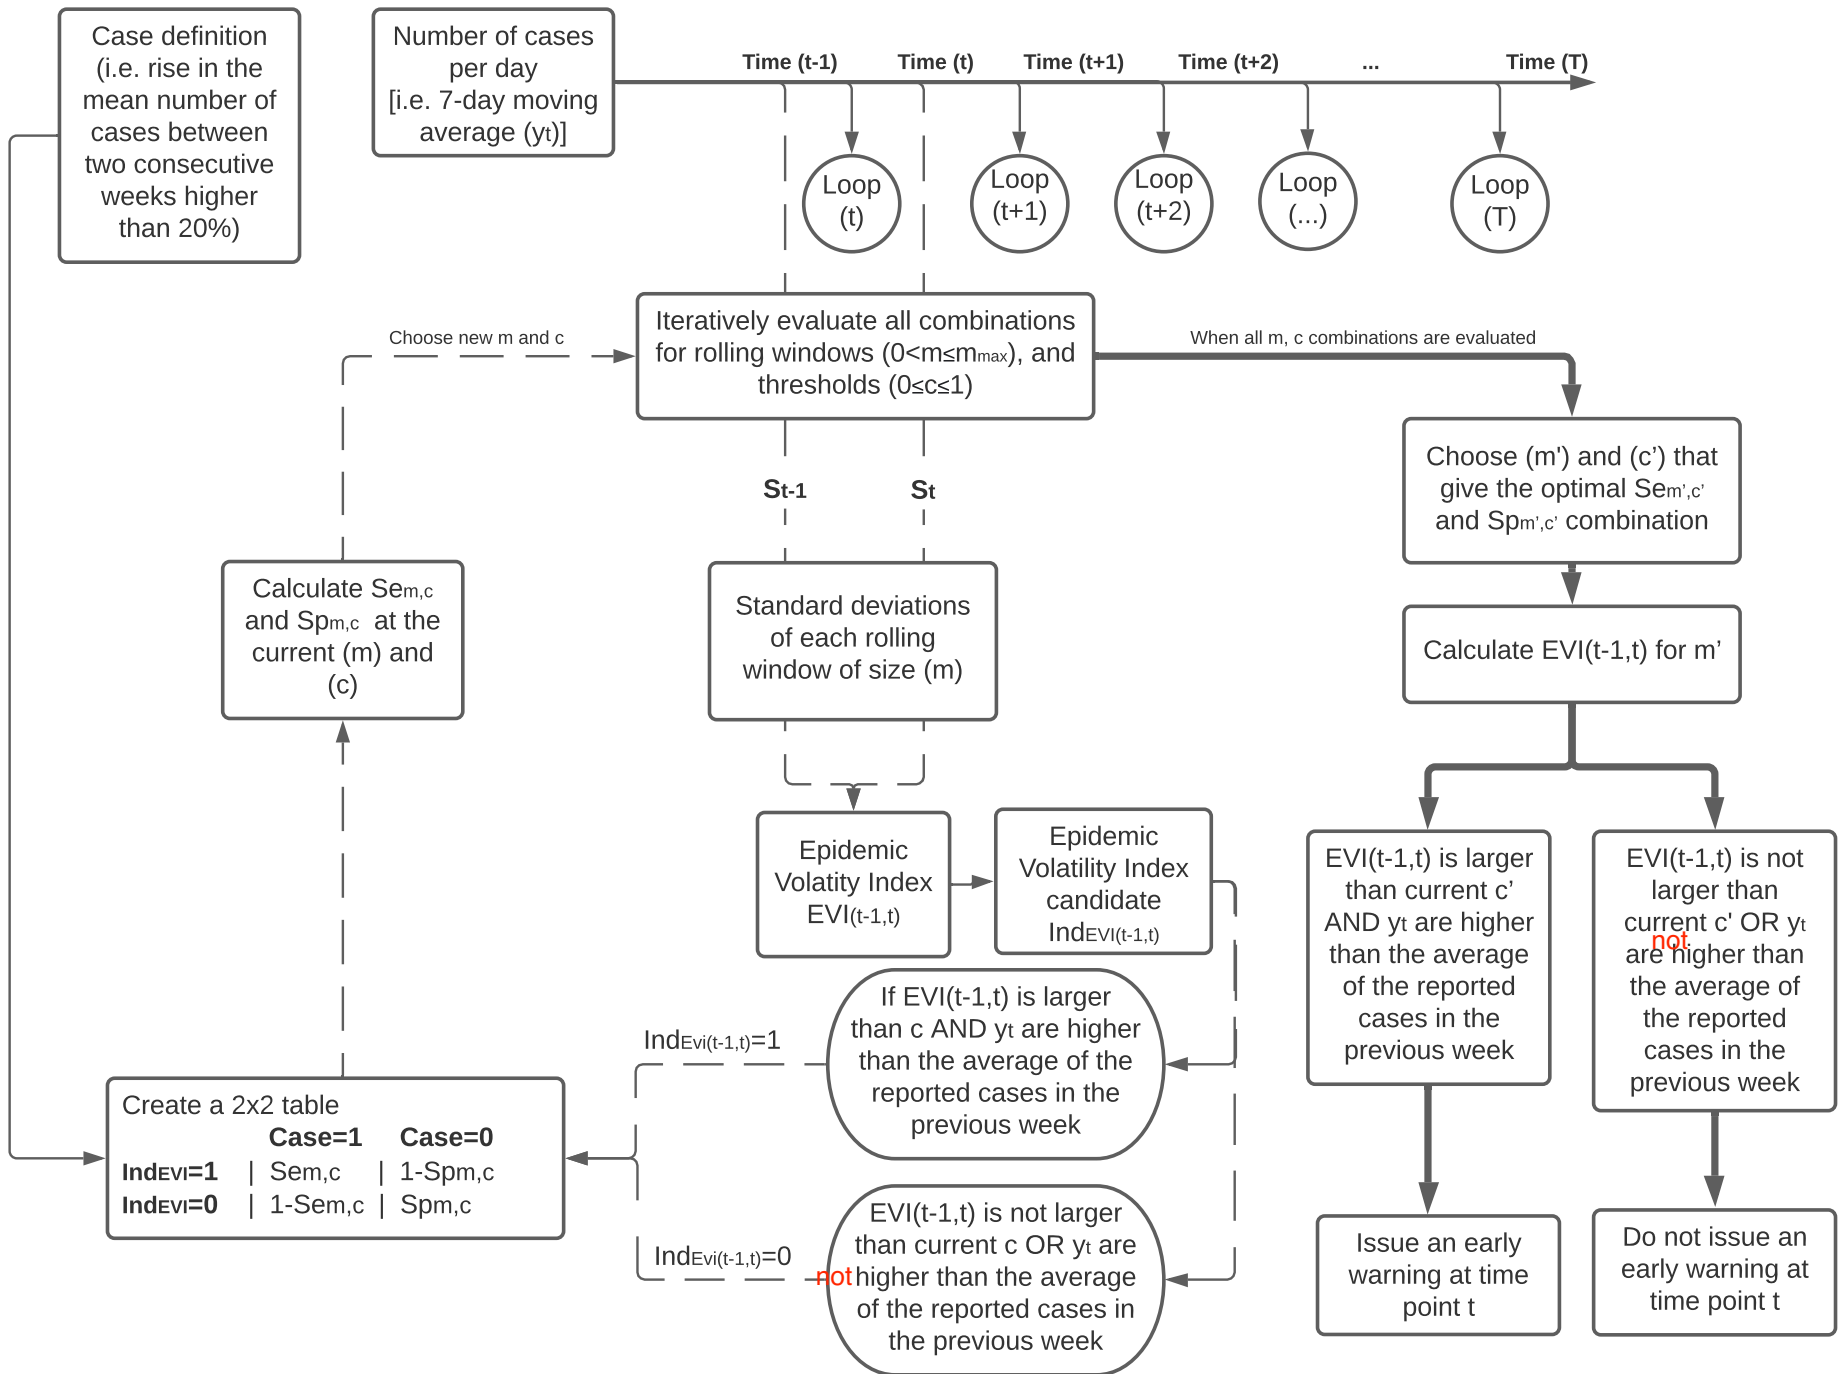 Case definition
(i.e. rise in the
mean number of
cases between
two consecutive
weeks higher
than 20%)
Number of cases
per day
[i.e. 7-day moving
average (yt)]
Time (t-1)
Time (t)
Time (t+1)
Time (t+2)
...
Time (T)
Loop
(t)
Loop
(t+1)
Loop
(t+2)
Loop
(...)
Loop
(T)
Choose new m and c
Iteratively evaluate all combinations
for rolling windows (0<m≤mmax), and
thresholds (0≤c≤1)
When all m, c combinations are evaluated
St-1
St
Choose (m') and (c’) that
give the optimal Sem’,c’
and Spm’,c’ combination
Calculate Sem,c
and Spm,c at the
current (m) and
(c)
Standard deviations
of each rolling
window of size (m)
Calculate EVI(t-1,t) for m’
Epidemic
Volatity Index
EVI(t-1,t)
Epidemic
Volatility Index
candidate
IndEVI(t-1,t)
EVI(t-1,t) is larger
than current c’
AND yt are higher
than the average
of the reported
cases in the
previous week
EVI(t-1,t) is not
larger than
current c' OR yt
not
are higher than
the average of
the reported
cases in the
previous week
If EVI(t-1,t) is larger
than c AND yt are higher
than the average of the
reported cases in the
previous week
IndEvi(t-1,t)=1
Create a 2x2 table
Case=1 Case=0
IndEVI=1 | Sem,c | 1-Spm,c
IndEVI=0 | 1-Sem,c | Spm,c
IndEvi(t-1,t)=0
EVI(t-1,t) is not larger
than current c OR yt are
not higher than the average
of the reported cases in
the previous week
Issue an early
warning at time
point t
Do not issue an
early warning at
time point t